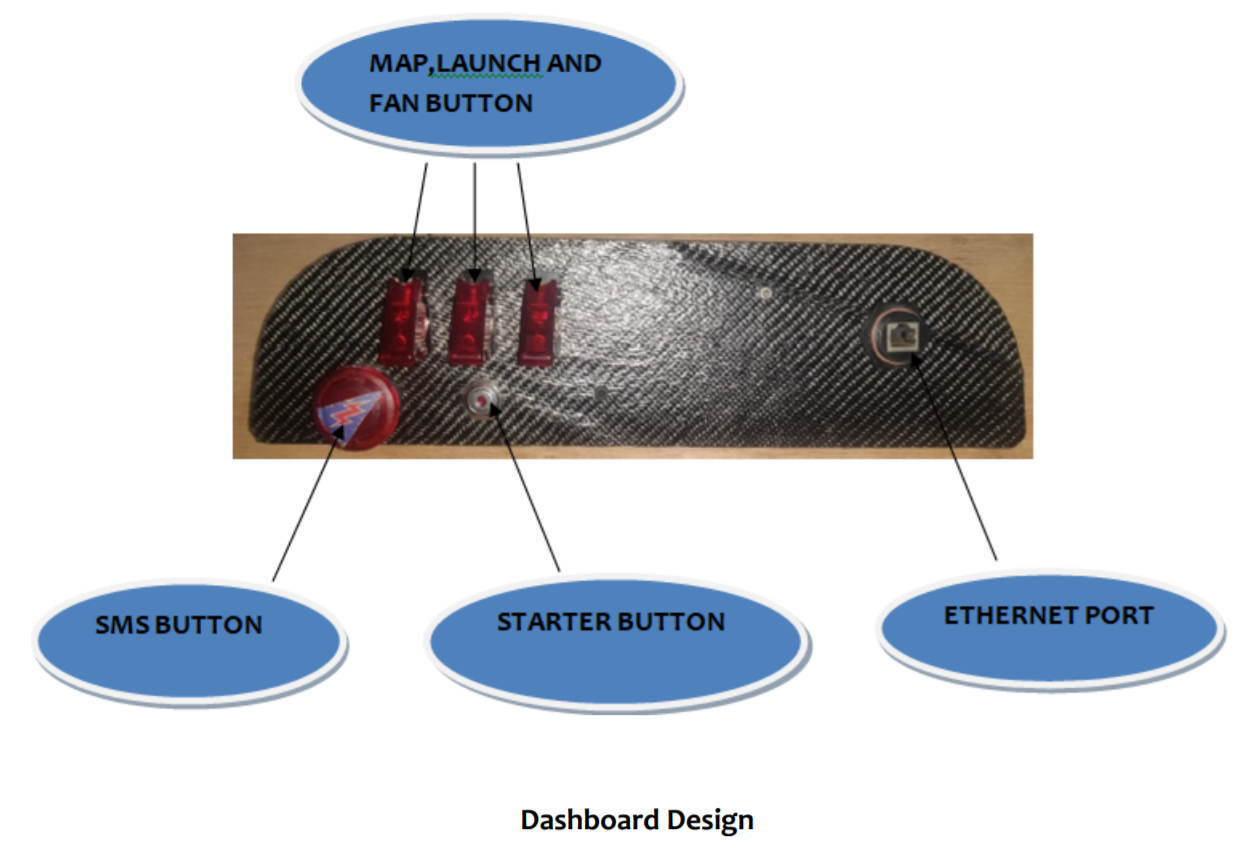 MAP,LAUNCH AND
FAN BUTTON
SMS BUTTON
STARTER BUTTON
ETHERNET PORT
Dashboard Design